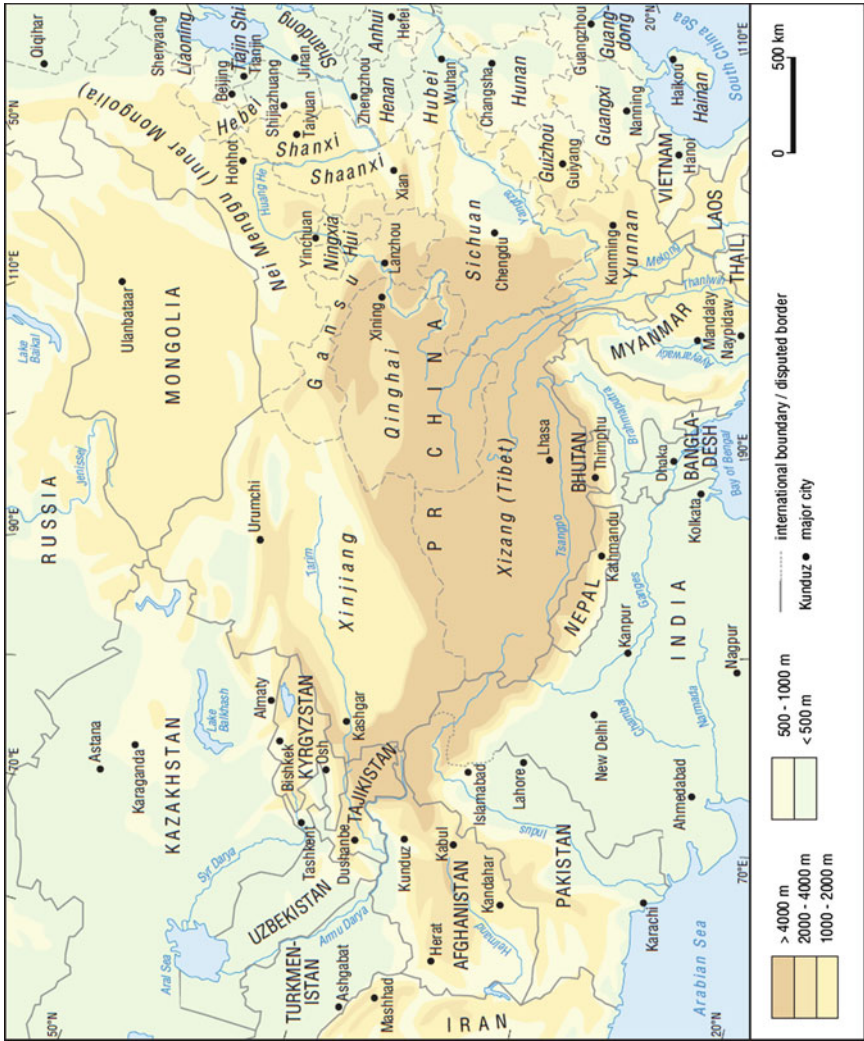 50°N
70°E
90°E
110°E
50°N
Aral Sea
Astana
Karaganda
KAZAKHSTAN
Lake
Balkhash
Syr Darya
RUSSIA
Jenissei
Lake
Baikal
Ulanbataar
MONGOLIA
Qiqihar
Shenyang
Liaoning
Nei Menggu (Inner Mongolia)
Beijing
Tajin Shi
Tianjin
Hebei
Hohhot
Huang He
Shijiazhuang
Taiyuan
Shanxi
Jinan
Shandong
UZBEKISTAN
Tashkent
Bishkek
Almaty
KYRGYZSTAN
Osh
Urumchi
Tarim
Xinjiang
Kashgar
TURKMEN-
ISTAN
Ashgabat
Amu Darya
Dushanbe
TAJIKISTAN
Mashhad
IRAN
Herat
Kunduz
Kabul
AFGHANISTAN
Kandahar
Helmand
Gansu
Yinchuan
Ningxia
Hui
Lanzhou
Xining
Qinghai
Shaanxi
Xian
Zhengzhou
Henan
Anhui
Hefei
Hubei
Wuhan
P R C H I N A
Xizang (Tibet)
Lhasa
Tsangpo
Sichuan
Chengdu
Yangtze
Changsha
Hunan
Guizhou
Guiyang
Islamabad
Lahore
PAKISTAN
Indus
Karachi
New Delhi
Chambal
Kanpur
Ganges
NEPAL
Kathmandu
BHUTAN
Thimphu
Brahmaputra
Kunming
Yunnan
Guangxi
Nanning
Guangzhou
Guang
dong
INDIA
Narmada
Ahmedabad
Nagpur
Dhaka
BANGLA-
DESH
Kolkata
Bay of Bengal
MYANMAR
Mandalay
Naypidaw
Ayeyarwady
Thanlwin
Mekong
VIETNAM
Hanoi
LAOS
THAIL.
Haikou
Hainan
South China Sea
Arabian Sea
20°N
70°E
90°E
110°E
20°N
> 4000 m
2000 - 4000 m
1000 - 2000 m
500 - 1000 m
< 500 m
international boundary / disputed border
Kunduz major city
0
500 km